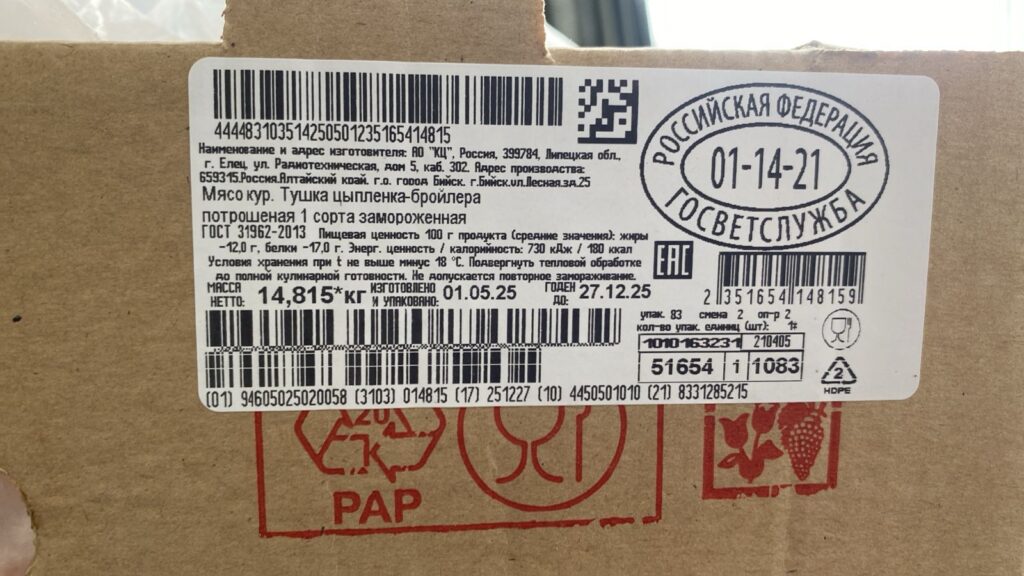 44448310351425050123516541481​5
Наименование и адрес изготовителя: АО "КЦ", Россия, 399784, Липецкая обл.,
г. Елец, ул. Радиотехническая, дом 5, каб. 302. Адрес производства:
659315.Россия.Алтайский край. г.о. город Бийск, г.Бийск.ул.Лесная.зд.25
Мясо кур. Тушка цыпленка-бройлера
потрошеная 1 сорта замороженная
ГОСТ 31962-2013 Пищевая ценность 100 г продукта (средние значения): жиры
-12,0 г, белки -17,0 г. Энерг. ценность / калорийность: 730 кДж / 180 ккал
Условия хранения при t не выше минус 18 °С. Подвергнуть тепловой обработке
до полной кулинарной готовности. Не допускается повторное замораживание.
МАССА НЕТТО: 14,815*кг ИЗГОТОВЛЕНО И УПАКОВАНО: 01.05.25 ГОДЕН ДО: 27.12.25
(01) 94605025020058 (3103) 014815 (17) 251227 (10) 4450501010 (21) 8331285215
РОССИЙСКАЯ ФЕДЕРАЦИЯ
01-14-21
ГОСВЕТСЛУЖБА
ЕАС
2 351654 148159
упак. 83 смена 2 оп-р 2
кол-во упак. единиц (шт): 1#
1010163231 210405
51654 1 1083
2
HDPE
20
PAP